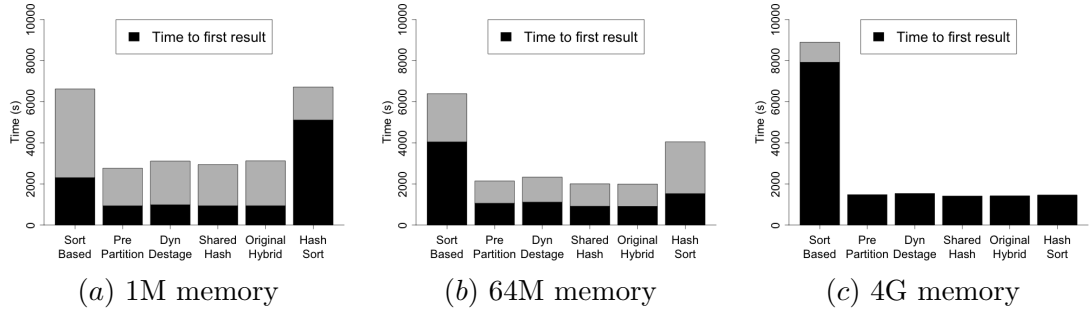 Time to first result
Time (s)
10000
8000
6000
4000
2000
0
Sort Based
Pre Partition
Dyn Destage
Shared Hash
Original Hybrid
Hash Sort
(a) 1M memory
Time to first result
Time (s)
10000
8000
6000
4000
2000
0
Sort Based
Pre Partition
Dyn Destage
Shared Hash
Original Hybrid
Hash Sort
(b) 64M memory
Time to first result
Time (s)
10000
8000
6000
4000
2000
0
Sort Based
Pre Partition
Dyn Destage
Shared Hash
Original Hybrid
Hash Sort
(c) 4G memory